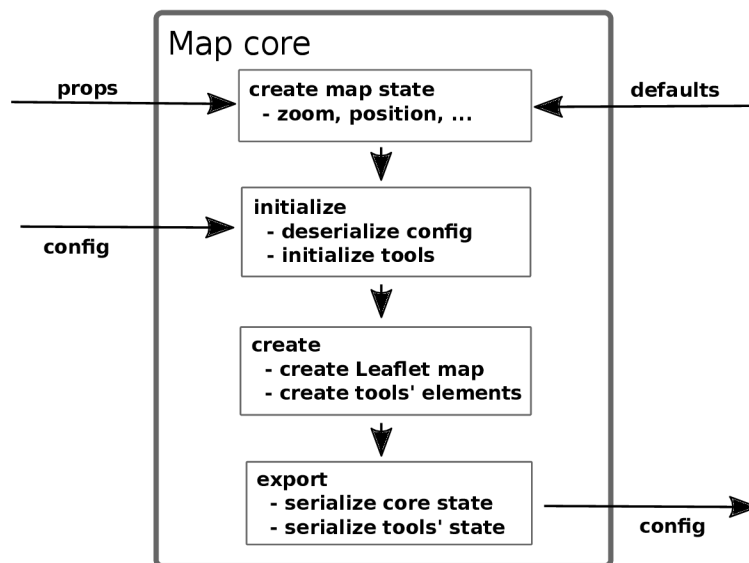 Map core
props
create map state
- zoom, position, ...
defaults
initialize
- deserialize config
- initialize tools
config
create
- create Leaflet map
- create tools' elements
export
- serialize core state
- serialize tools' state
config